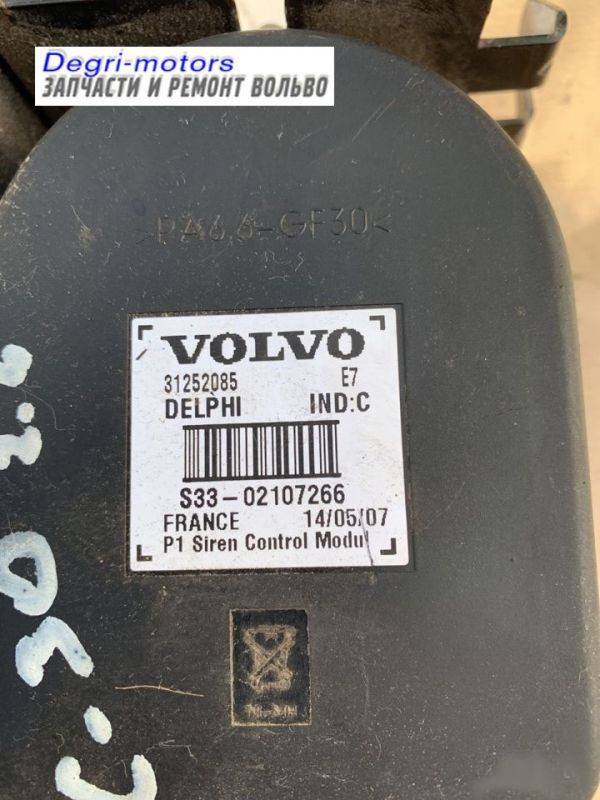 Degri-motors
ЗАПЧАСТИ И РЕМОНТ ВОЛЬВО
>PA6.6-GF30<
VOLVO
31252085 E7
DELPHI IND:C
S33-02107266
FRANCE 14/05/07
P1 Siren Control Modul